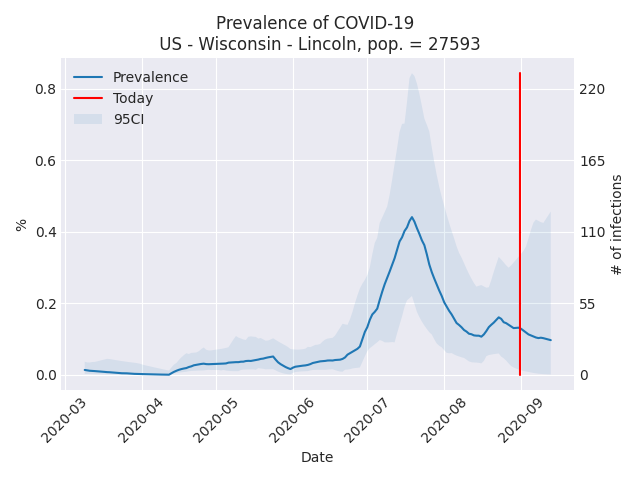 Prevalence of COVID-19
US - Wisconsin - Lincoln, pop. = 27593
Prevalence
Today
95CI
0.8
0.6
0.4
0.2
0.0
%
220
165
110
55
0
# of infections
2020-03
2020-04
2020-05
2020-06
2020-07
2020-08
2020-09
Date